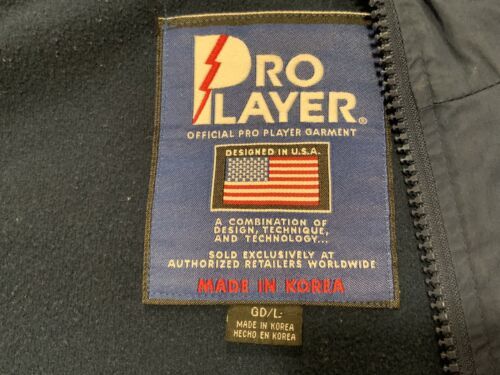 PRO
PLAYER®
OFFICIAL PRO PLAYER GARMENT
DESIGNED IN U.S.A.
A COMBINATION OF
DESIGN, TECHNIQUE,
AND TECHNOLOGY...
SOLD EXCLUSIVELY AT
AUTHORIZED RETAILERS WORLDWIDE
MADE IN KOREA
GD/L
MADE IN KOREA
HECHO EN KOREA